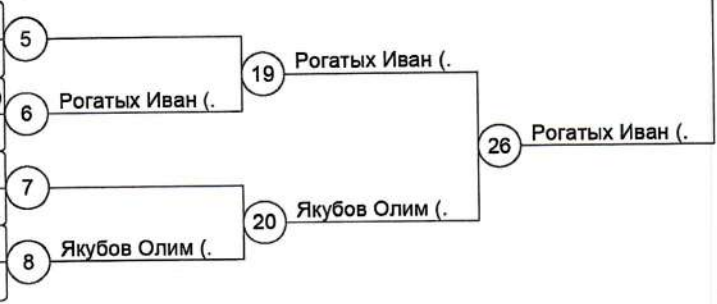 5
19 Рогатых Иван (.
6 Рогатых Иван (.
26 Рогатых Иван (.
7
20 Якубов Олим (.
8 Якубов Олим (.